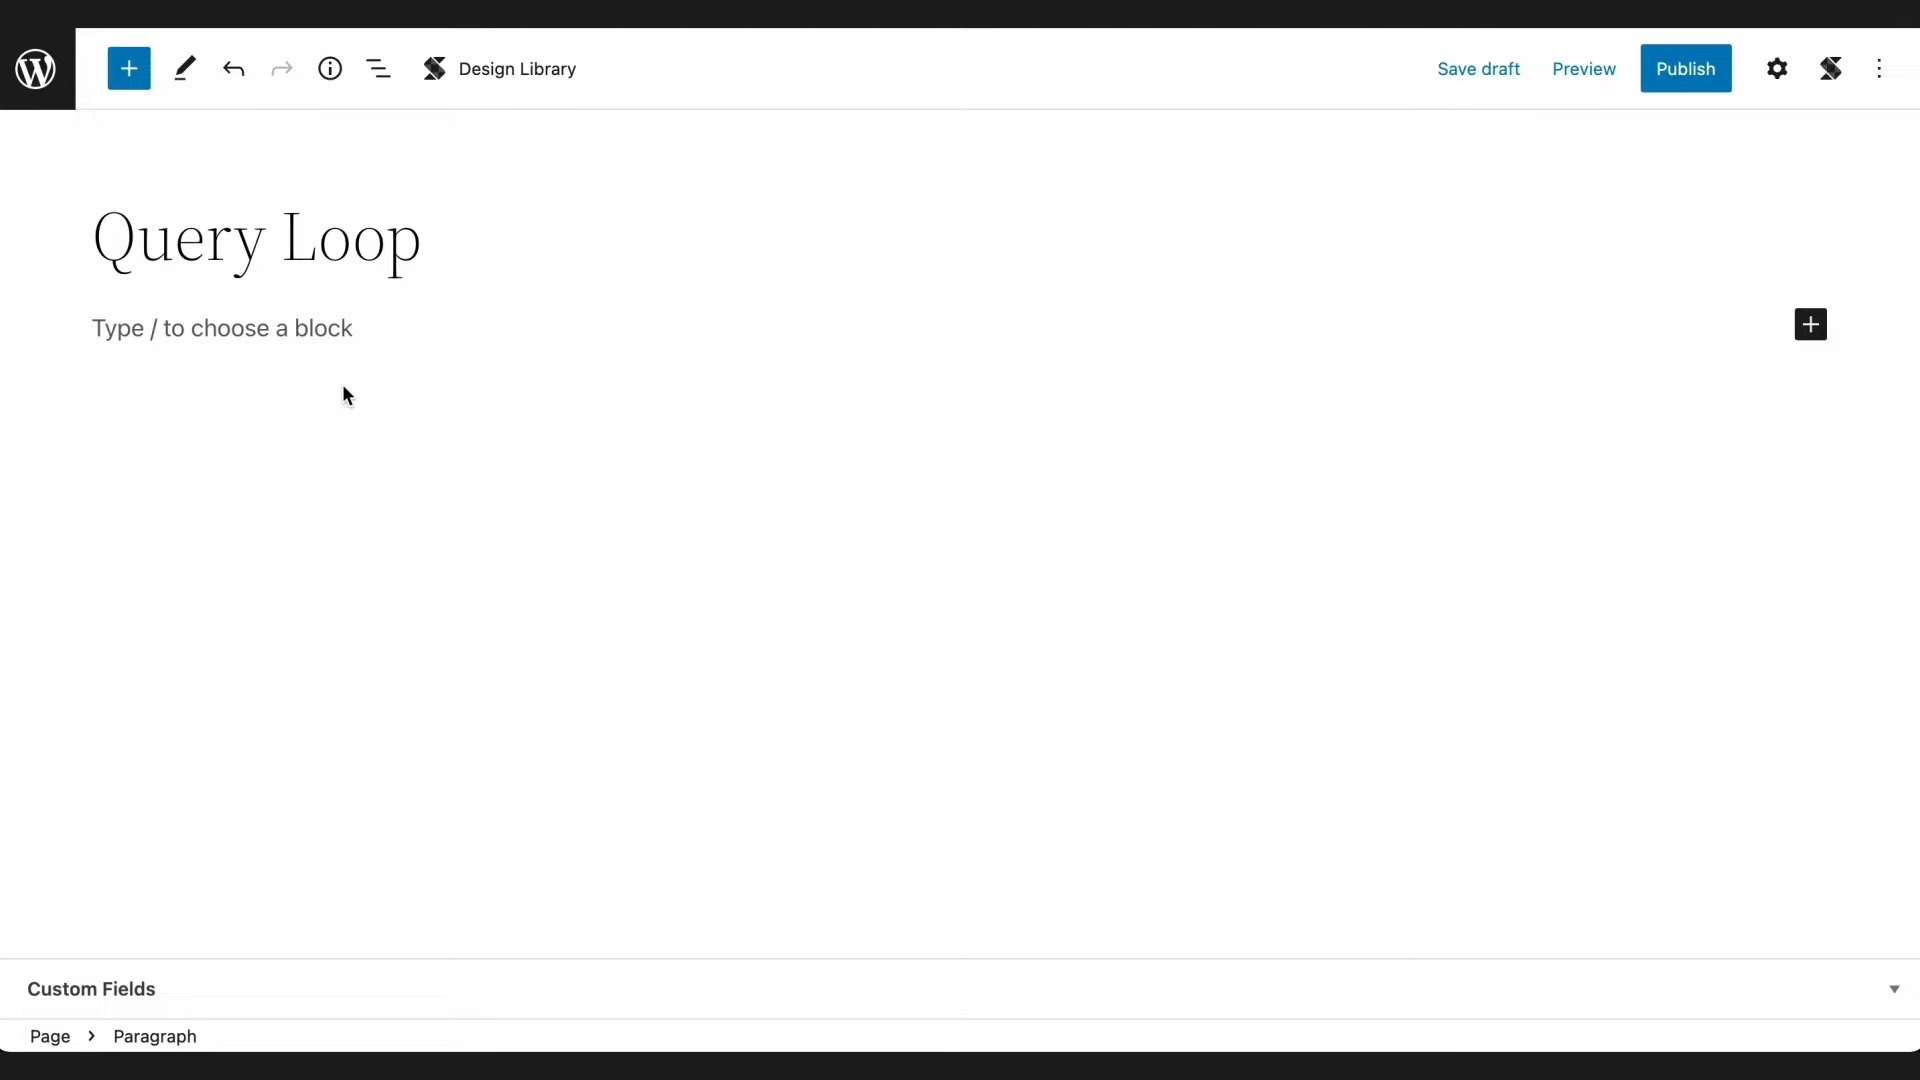 Design Library
Save draft
Preview
Publish
Query Loop
Type / to choose a block
Custom Fields
Page
Paragraph